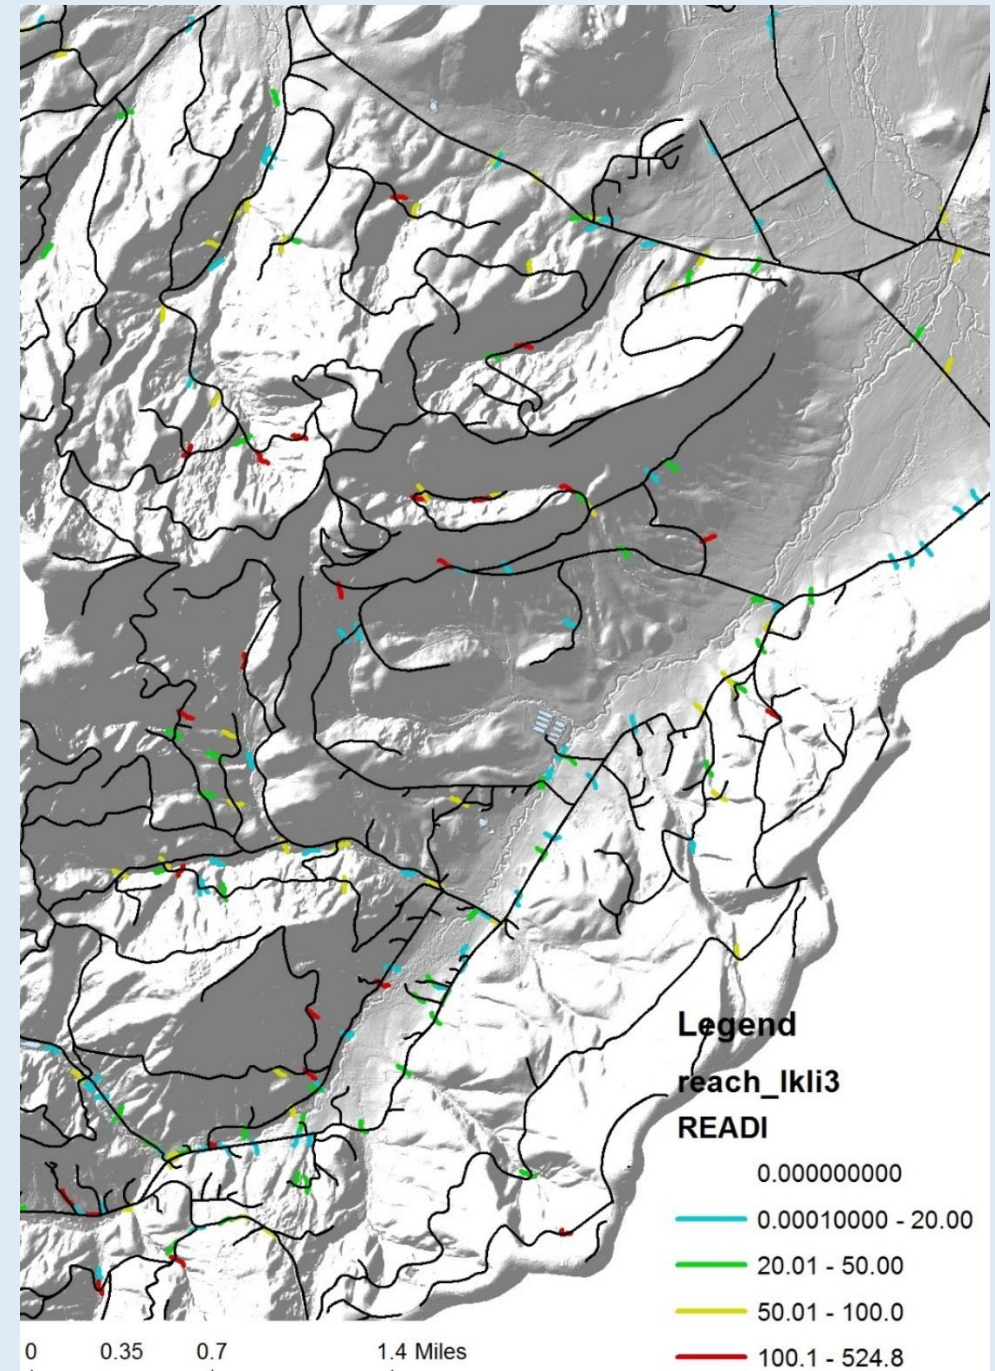 Legend
reach_lkli3
READI
0.000000000
0.00010000 - 20.00
20.01 - 50.00
50.01 - 100.0
100.1 - 524.8
0 0.35 0.7 1.4 Miles